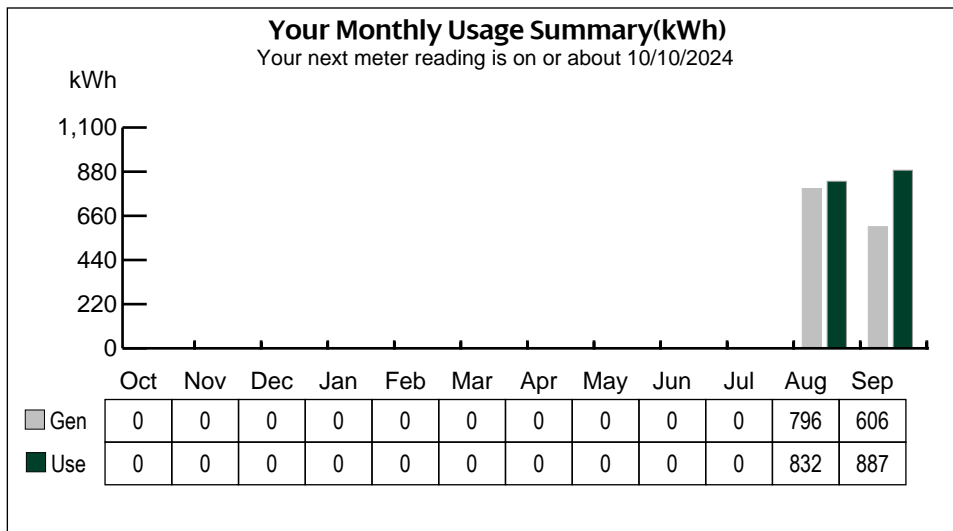 Your Monthly Usage Summary(kWh)
Your next meter reading is on or about 10/10/2024
kWh
1,100
880
660
440
220
0
Oct Nov Dec Jan Feb Mar Apr May Jun Jul Aug Sep
Gen 0 0 0 0 0 0 0 0 0 0 796 606
Use 0 0 0 0 0 0 0 0 0 0 832 887